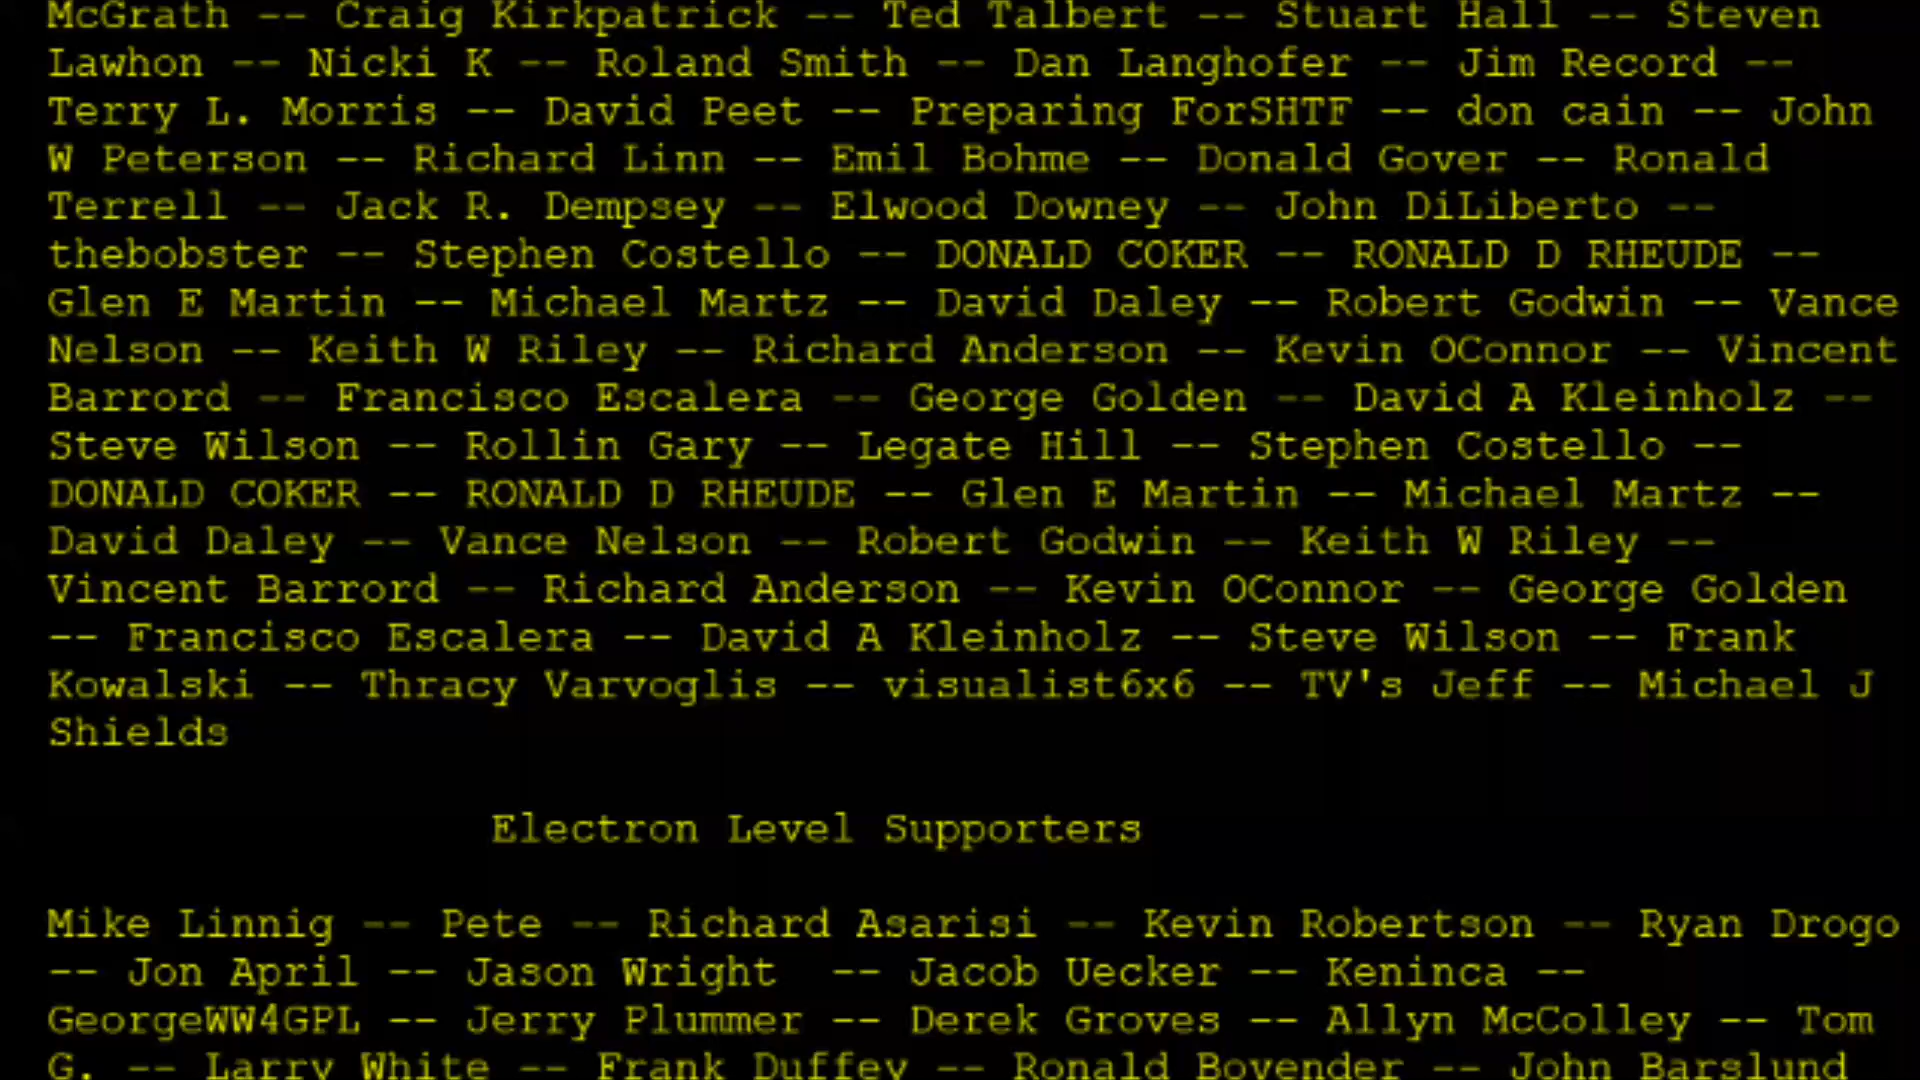 McGrath -- Craig Kirkpatrick -- Ted Talbert -- Stuart Hall -- Steven
Lawhon -- Nicki K -- Roland Smith -- Dan Langhofer -- Jim Record --
Terry L. Morris -- David Peet -- Preparing ForSHTF -- don cain -- John
W Peterson -- Richard Linn -- Emil Bohme -- Donald Gover -- Ronald
Terrell -- Jack R. Dempsey -- Elwood Downey -- John DiLiberto --
thebobster -- Stephen Costello -- DONALD COKER -- RONALD D RHEUDE --
Glen E Martin -- Michael Martz -- David Daley -- Robert Godwin -- Vance
Nelson -- Keith W Riley -- Richard Anderson -- Kevin OConnor -- Vincent
Barrord -- Francisco Escalera -- George Golden -- David A Kleinholz --
Steve Wilson -- Rollin Gary -- Legate Hill -- Stephen Costello --
DONALD COKER -- RONALD D RHEUDE -- Glen E Martin -- Michael Martz --
David Daley -- Vance Nelson -- Robert Godwin -- Keith W Riley --
Vincent Barrord -- Richard Anderson -- Kevin OConnor -- George Golden
-- Francisco Escalera -- David A Kleinholz -- Steve Wilson -- Frank
Kowalski -- Thracy Varvoglis -- visualist6x6 -- TV's Jeff -- Michael J
Shields
Electron Level Supporters
Mike Linnig -- Pete -- Richard Asarisi -- Kevin Robertson -- Ryan Drogo
-- Jon April -- Jason Wright -- Jacob Uecker -- Keninca --
GeorgeWW4GPL -- Jerry Plummer -- Derek Groves -- Allyn McColley -- Tom
G. -- Larry White -- Frank Duffey -- Ronald Bovender -- John Barslund